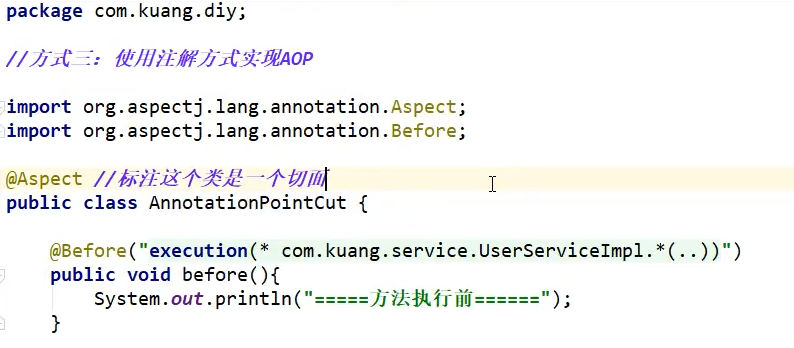 package com.kuang.diy;
//方式三：使用注解方式实现AOP
import org.aspectj.lang.annotation.Aspect;
import org.aspectj.lang.annotation.Before;
@Aspect //标注这个类是一个切面
public class AnnotationPointCut {
@Before("execution(* com.kuang.service.UserServiceImpl.*(..))")
public void before(){
System.out.println("=====方法执行前======");
}